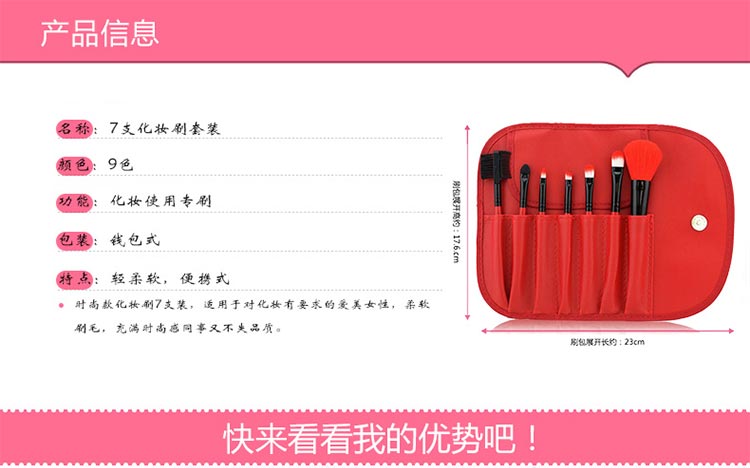 产品信息
名称：7支化妆刷套装
颜色：9色
功能：化妆使用专刷
包装：钱包式
特点：轻柔软，便携式
时尚款化妆刷7支装，适用于对化妆有要求的爱美女性，柔软
刷毛，充满时尚感同事又不失品质。
刷包展开高约：17.6cm
刷包展开长约：23cm
快来看看我的优势吧！